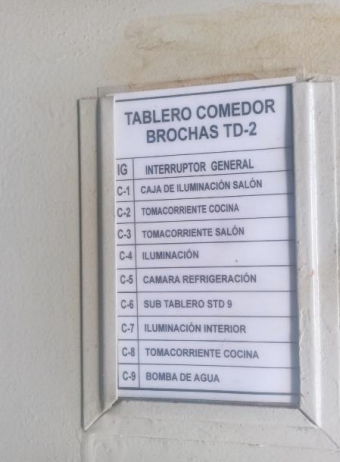 TABLERO COMEDOR
BROCHAS TD-2
IG INTERRUPTOR GENERAL
C-1 CAJA DE ILUMINACIÓN SALÓN
C-2 TOMACORRIENTE COCINA
C-3 TOMACORRIENTE SALÓN
C-4 ILUMINACIÓN
C-5 CAMARA REFRIGERACIÓN
C-6 SUB TABLERO STD 9
C-7 ILUMINACIÓN INTERIOR
C-8 TOMACORRIENTE COCINA
C-9 BOMBA DE AGUA